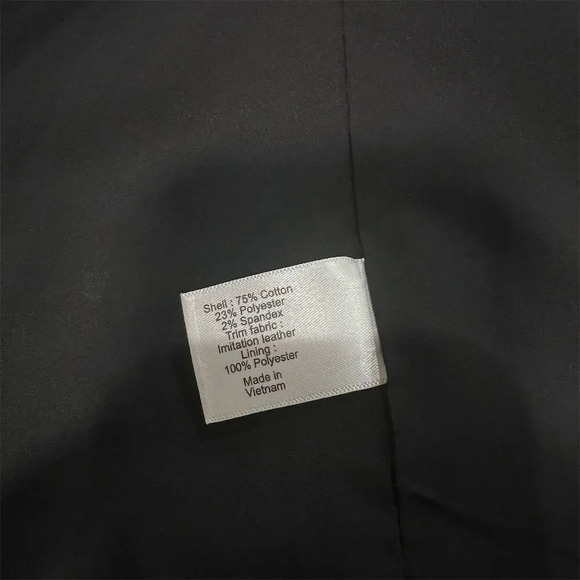 Shell : 75% Cotton
23% Polyester
2% Spandex
Trim fabric :
Imitation leather
Lining :
100% Polyester
Made in
Vietnam